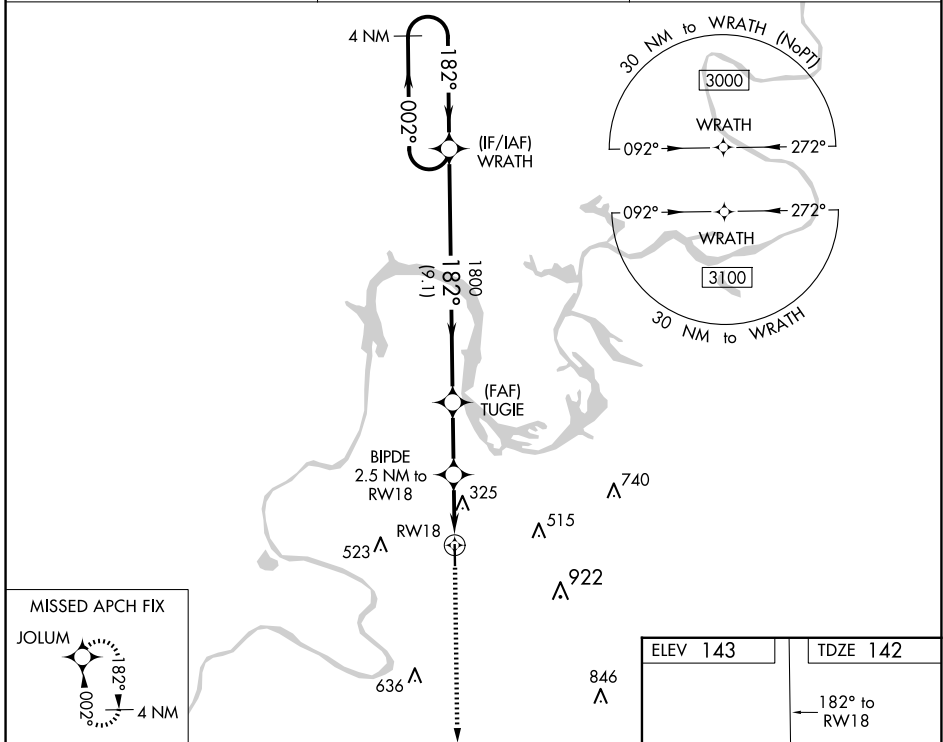 4 NM
182°
002°
(IF/IAF)
WRATH
30 NM to WRATH (NoPT)
3000
WRATH
092°
272°
092°
272°
WRATH
3100
30 NM to WRATH
1800
182°
(9.1)
(FAF)
TUGIE
BIPDE
2.5 NM to
RW18
325
740
515
RW18
523
922
MISSED APCH FIX
JOLUM
182°
002°
4 NM
636
846
ELEV 143
TDZE 142
182° to
RW18